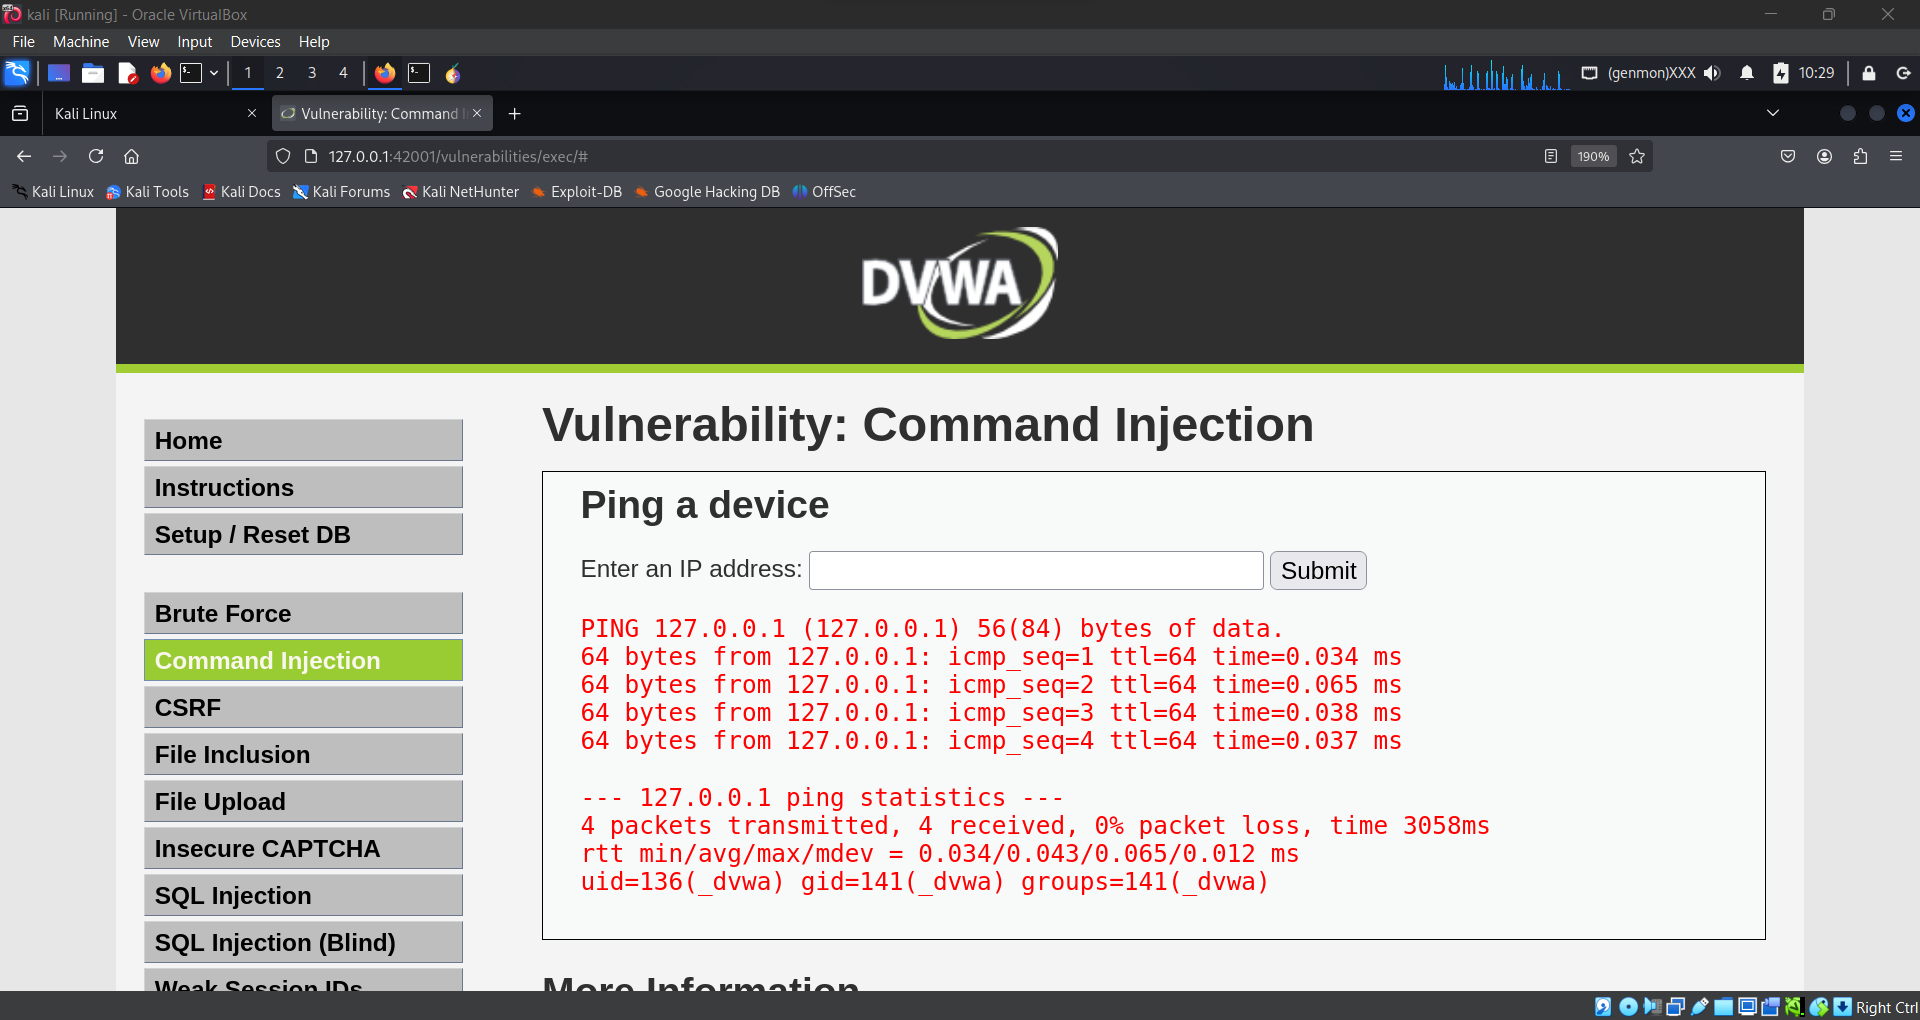 kali [Running] - Oracle VirtualBox
File Machine View Input Devices Help
1 2 3 4 (genmon)XXX 10:29
Kali Linux
Vulnerability: Command I
127.0.0.1:42001/vulnerabilities/exec/#
190%
Kali Linux Kali Tools Kali Docs Kali Forums Kali NetHunter Exploit-DB Google Hacking DB OffSec
DVWA
Home
Instructions
Setup / Reset DB
Brute Force
Command Injection
CSRF
File Inclusion
File Upload
Insecure CAPTCHA
SQL Injection
SQL Injection (Blind)
Weak Session IDs
Vulnerability: Command Injection
Ping a device
Enter an IP address: Submit
PING 127.0.0.1 (127.0.0.1) 56(84) bytes of data.
64 bytes from 127.0.0.1: icmp_seq=1 ttl=64 time=0.034 ms
64 bytes from 127.0.0.1: icmp_seq=2 ttl=64 time=0.065 ms
64 bytes from 127.0.0.1: icmp_seq=3 ttl=64 time=0.038 ms
64 bytes from 127.0.0.1: icmp_seq=4 ttl=64 time=0.037 ms
--- 127.0.0.1 ping statistics ---
4 packets transmitted, 4 received, 0% packet loss, time 3058ms
rtt min/avg/max/mdev = 0.034/0.043/0.065/0.012 ms
uid=136(_dvwa) gid=141(_dvwa) groups=141(_dvwa)
More Information
Right Ctrl